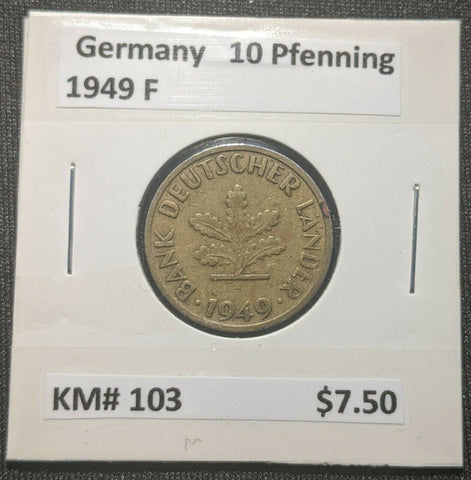 Germany 10 Pfenning
1949 F
BANK DEUTSCHER LÄNDER
1949
KM# 103 $7.50